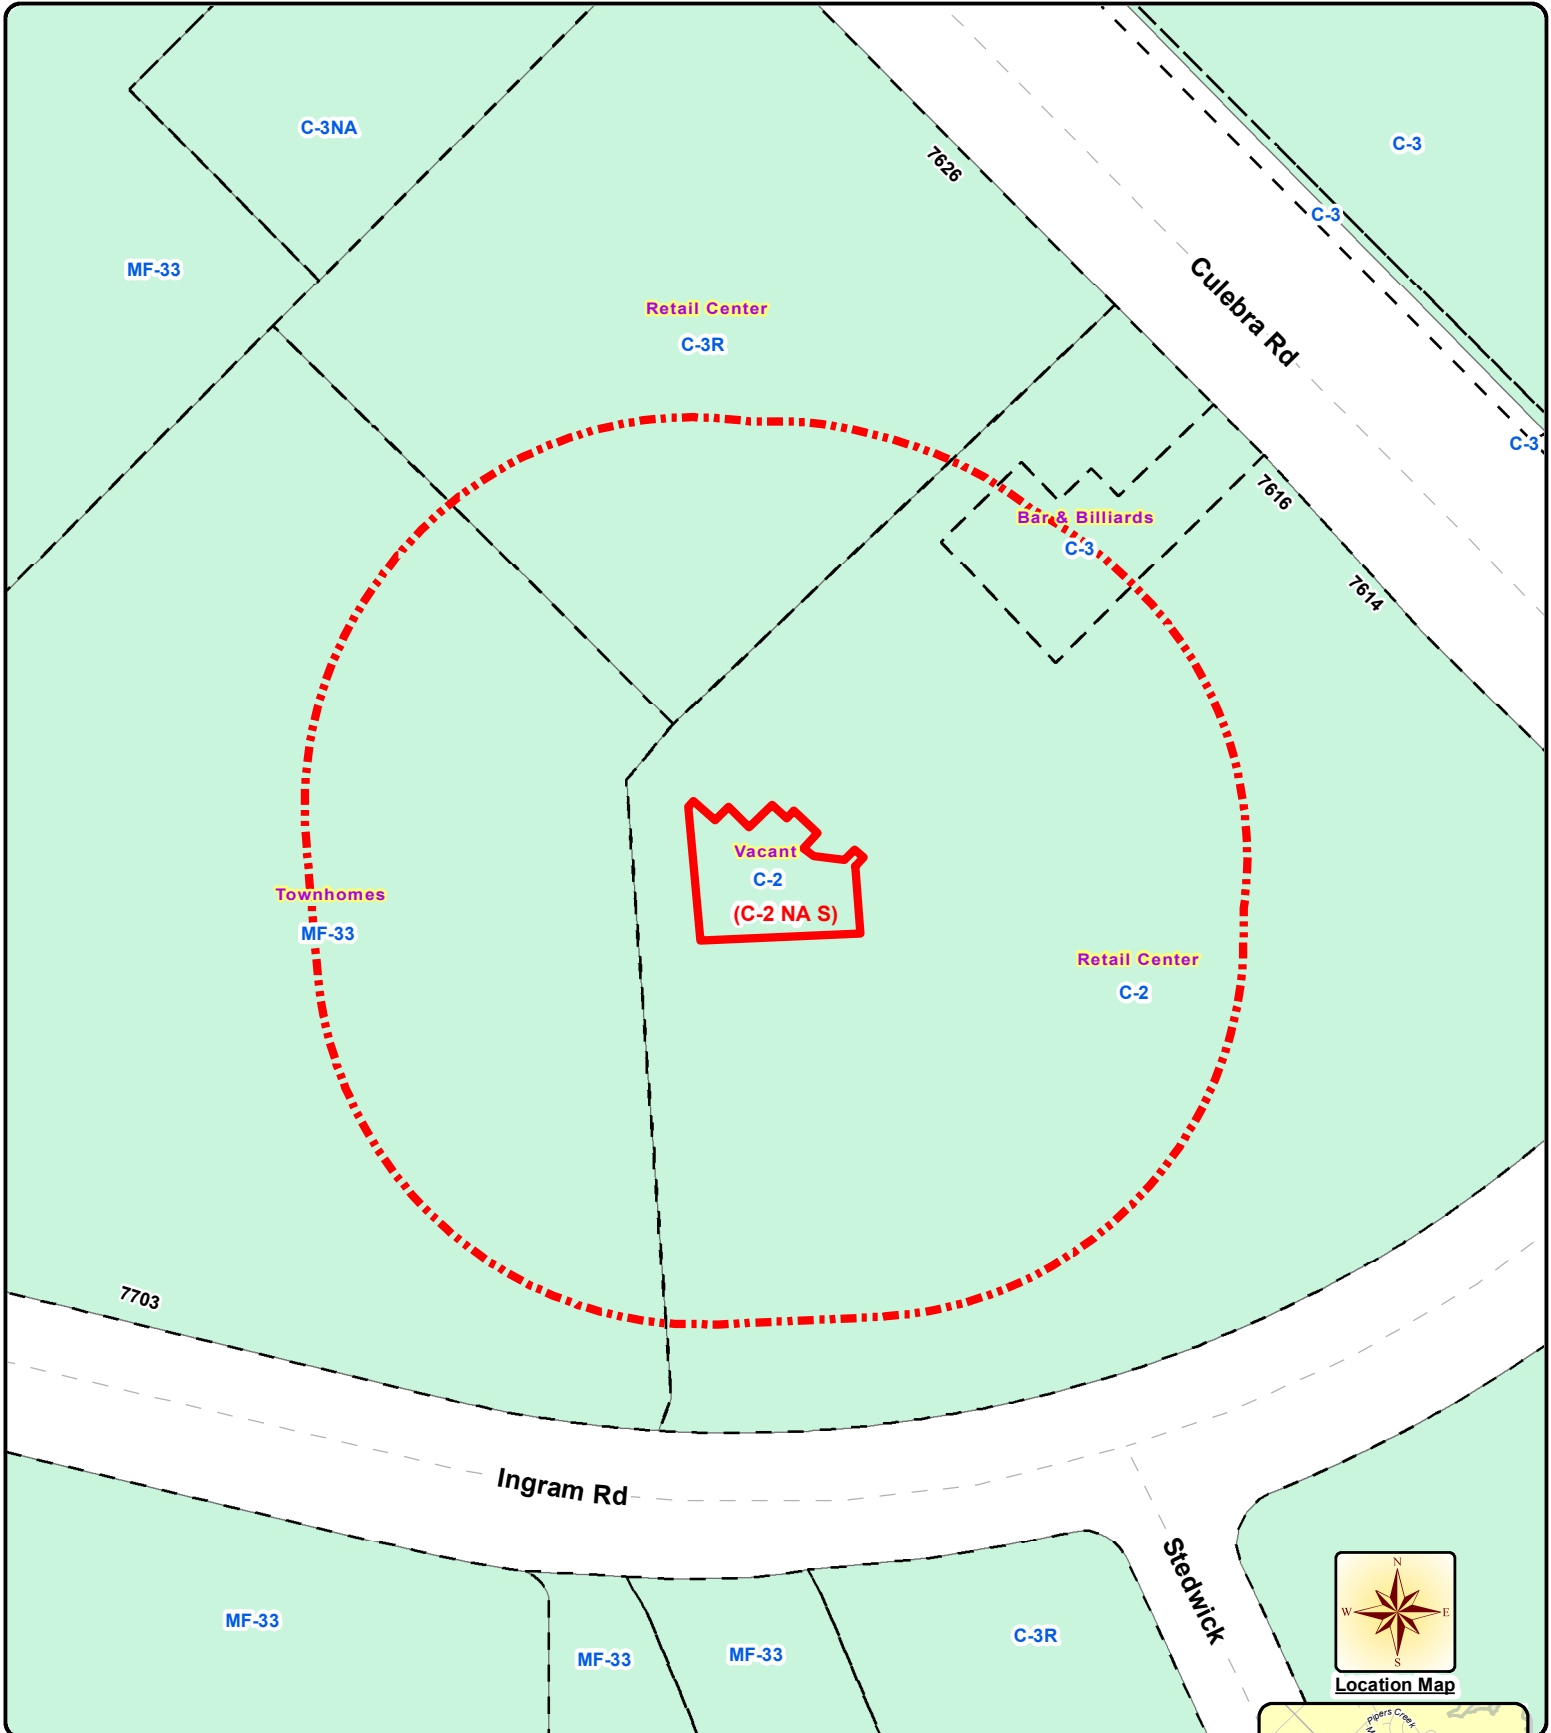 C-3NA
C-3
7626
C-3
MF-33
Culebra Rd
Retail Center
C-3R
C-3
7616
Bar & Billiards
C-3
7614
Vacant
C-2
Townhomes
(C-2 NA S)
MF-33
Retail Center
C-2
7703
Ingram Rd
Stedwick
N
W
E
S
MF-33
C-3R
MF-33
MF-33
Location Map
Pipers Creek